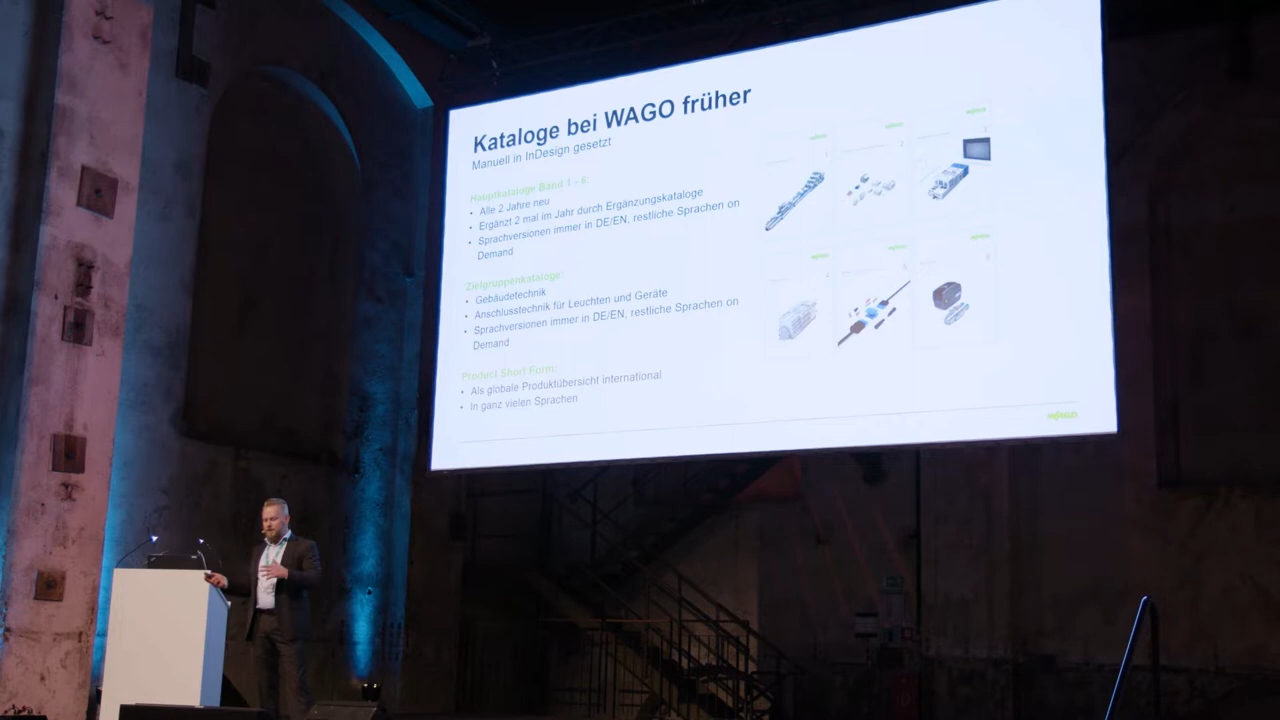 Kataloge bei WAGO früher
Manuell in InDesign gesetzt
Hauptkataloge Band 1 - 6:
• Alle 2 Jahre neu
• Ergänzt 2 mal im Jahr durch Ergänzungskataloge
• Sprachversionen immer in DE/EN, restliche Sprachen on
Demand
Zielgruppenkataloge:
• Gebäudetechnik
• Anschlusstechnik für Leuchten und Geräte
• Sprachversionen immer in DE/EN, restliche Sprachen on
Demand
Product Short Form:
• Als globale Produktübersicht international
• In ganz vielen Sprachen
WAGO